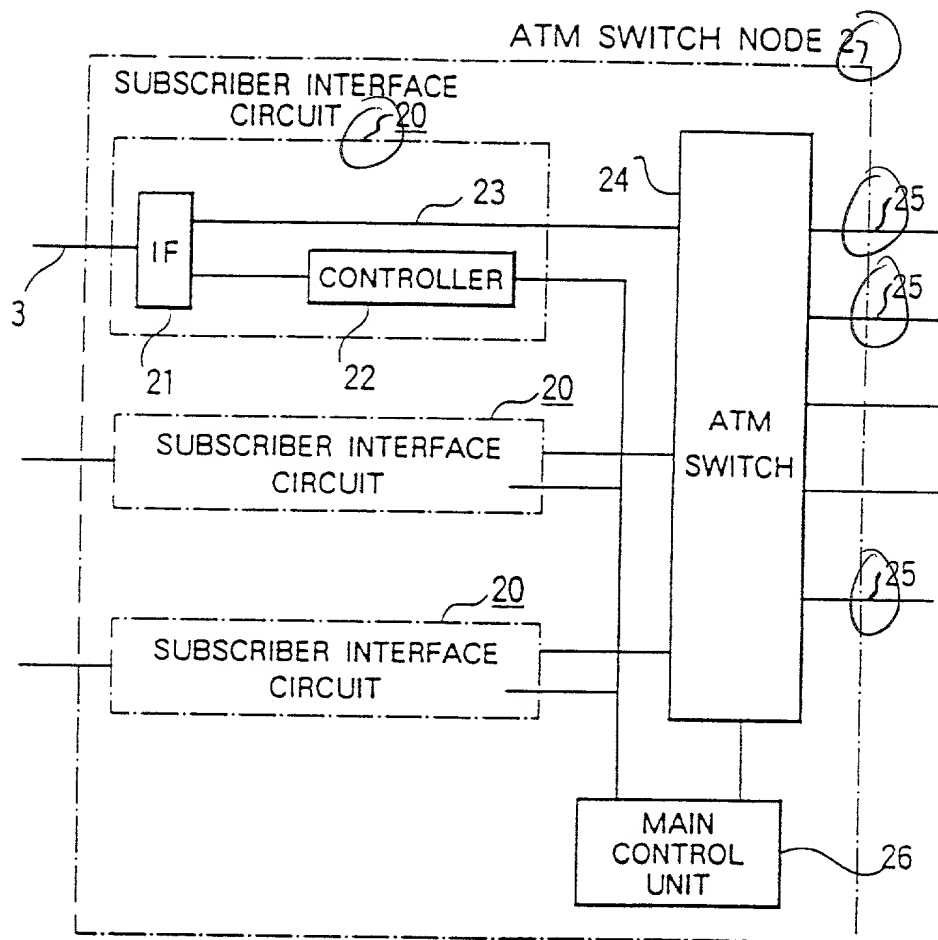 ATM SWITCH NODE 2
SUBSCRIBER INTERFACE
CIRCUIT 20
24
25
23
IF
CONTROLLER
3
25
21
22
20
SUBSCRIBER INTERFACE
CIRCUIT
ATM
SWITCH
25
20
SUBSCRIBER INTERFACE
CIRCUIT
MAIN
CONTROL
UNIT
26